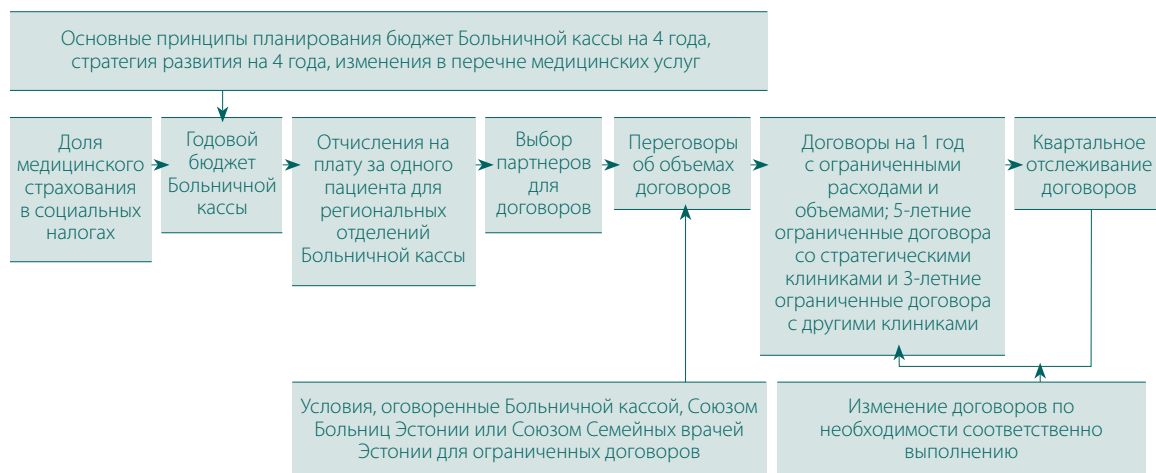 Основные принципы планирования бюджет Больничной кассы на 4 года,
стратегия развития на 4 года, изменения в перечне медицинских услуг
Доля
медицинского
страхования
в социальных
налогах
Годовой
бюджет
Больничной
кассы
Отчисления на
плату за одного
пациента для
региональных
отделений
Больничной кассы
Выбор
партнеров
для
договоров
Переговоры
об объемах
договоров
Договоры на 1 год
с ограниченными
расходами и
объемами; 5-летние
ограниченные договора
со стратегическими
клиниками и 3-летние
ограниченные договора
с другими клиниками
Квартальное
отслеживание
договоров
Условия, оговоренные Больничной кассой, Союзом
Больниц Эстонии или Союзом Семейных врачей
Эстонии для ограниченных договоров
Изменение договоров по
необходимости соответственно
выполнению